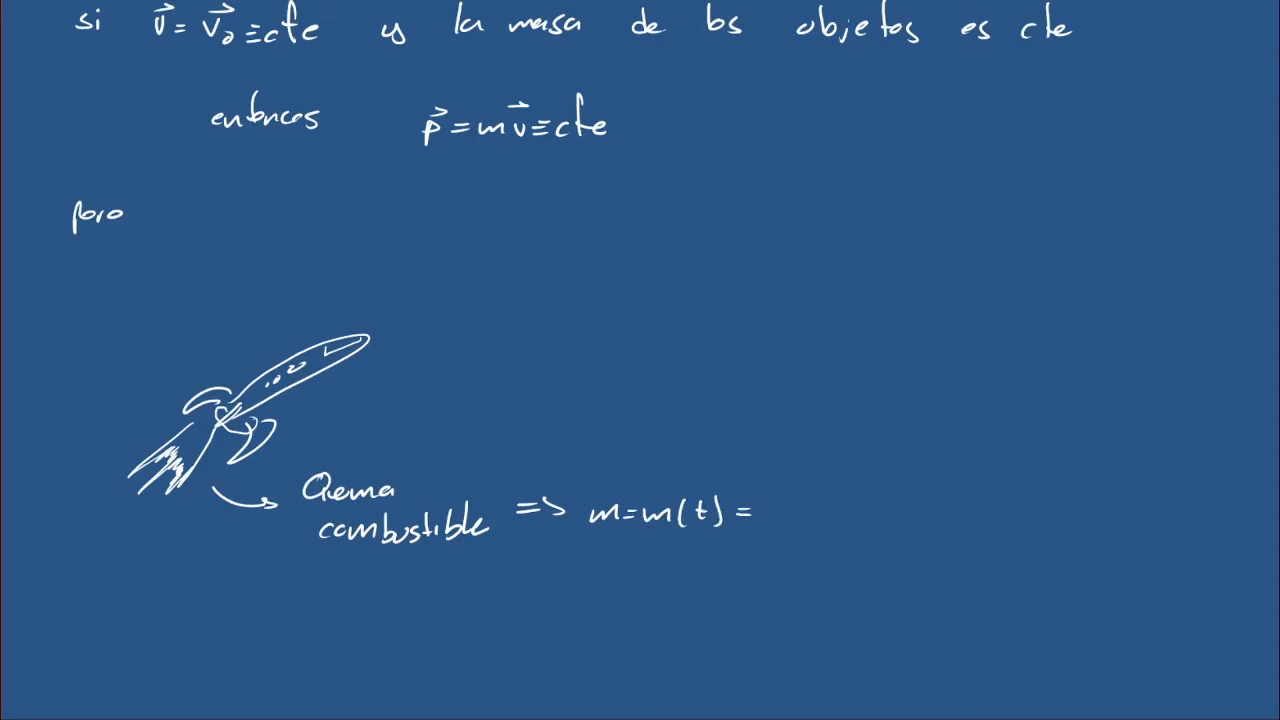 si v⃗ = v⃗₀ ≡ cte y la masa de los objetos es cte
entonces p⃗ = m v⃗ ≡ cte
pero
Quema
combustible => m = m(t) =